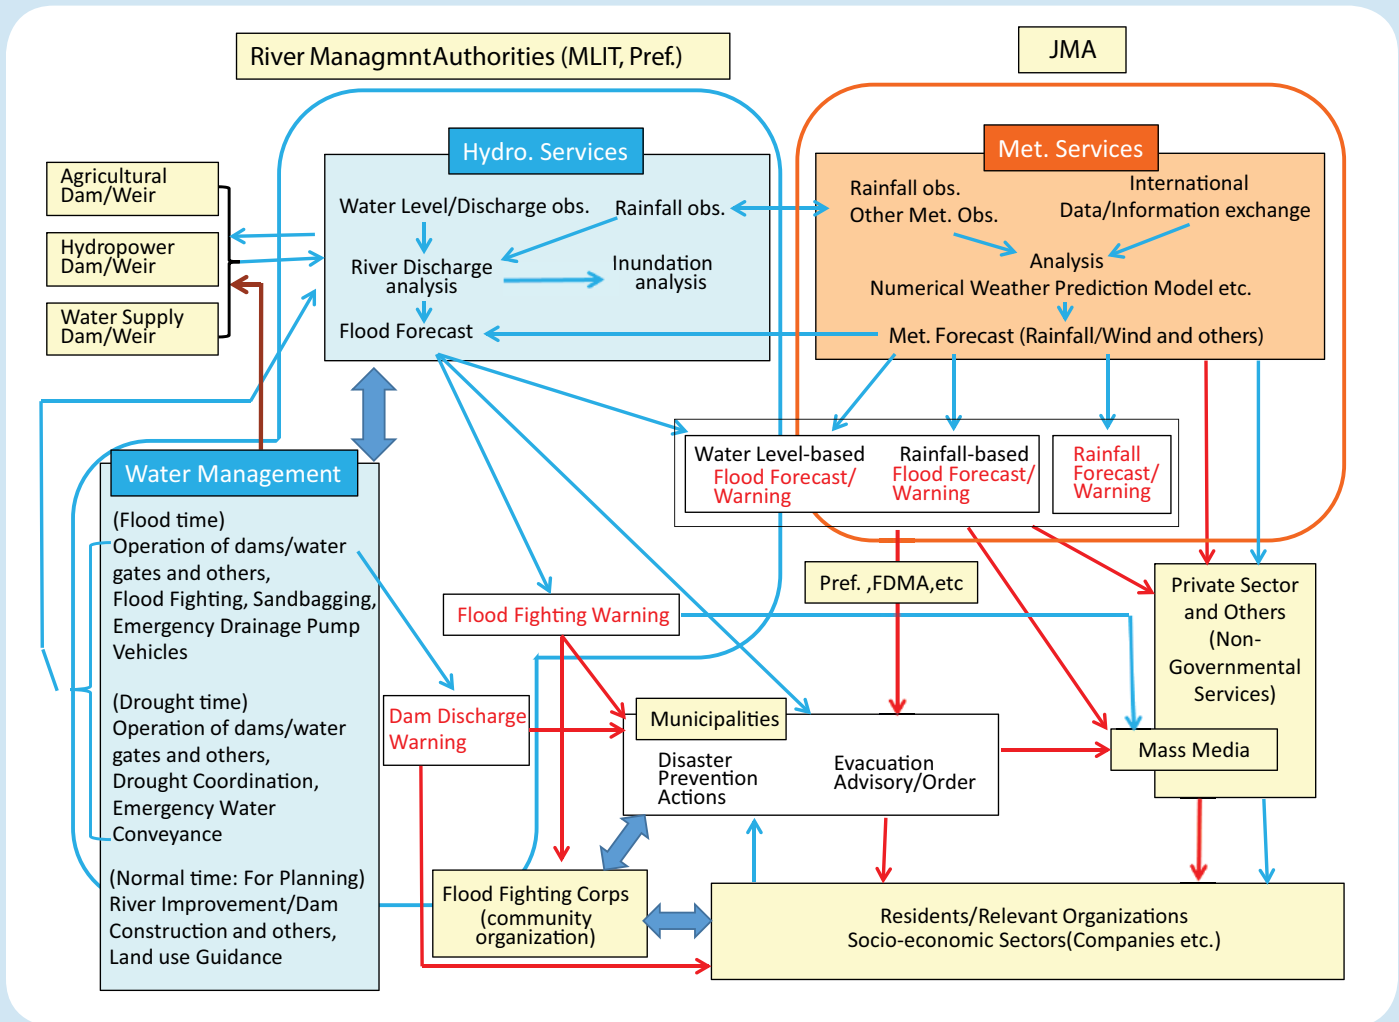 River ManagmntAuthorities (MLIT, Pref.)
JMA
Hydro. Services
Met. Services
Agricultural
Dam/Weir
Hydropower
Dam/Weir
Water Supply
Dam/Weir
Water Level/Discharge obs.
Rainfall obs.
River Discharge
analysis
Inundation
analysis
Flood Forecast
Rainfall obs.
Other Met. Obs.
International
Data/Information exchange
Analysis
Numerical Weather Prediction Model etc.
Met. Forecast (Rainfall/Wind and others)
Water Level-based
Flood Forecast/
Warning
Rainfall-based
Flood Forecast/
Warning
Rainfall
Forecast/
Warning
Water Management
(Flood time)
Operation of dams/water
gates and others,
Flood Fighting, Sandbagging,
Emergency Drainage Pump
Vehicles
(Drought time)
Operation of dams/water
gates and others,
Drought Coordination,
Emergency Water
Conveyance
(Normal time: For Planning)
River Improvement/Dam
Construction and others,
Land use Guidance
Flood Fighting Warning
Pref. ,FDMA,etc
Private Sector
and Others
(Non-
Governmental
Services)
Dam Discharge
Warning
Municipalities
Disaster
Prevention
Actions
Evacuation
Advisory/Order
Mass Media
Flood Fighting Corps
(community
organization)
Residents/Relevant Organizations
Socio-economic Sectors(Companies etc.)